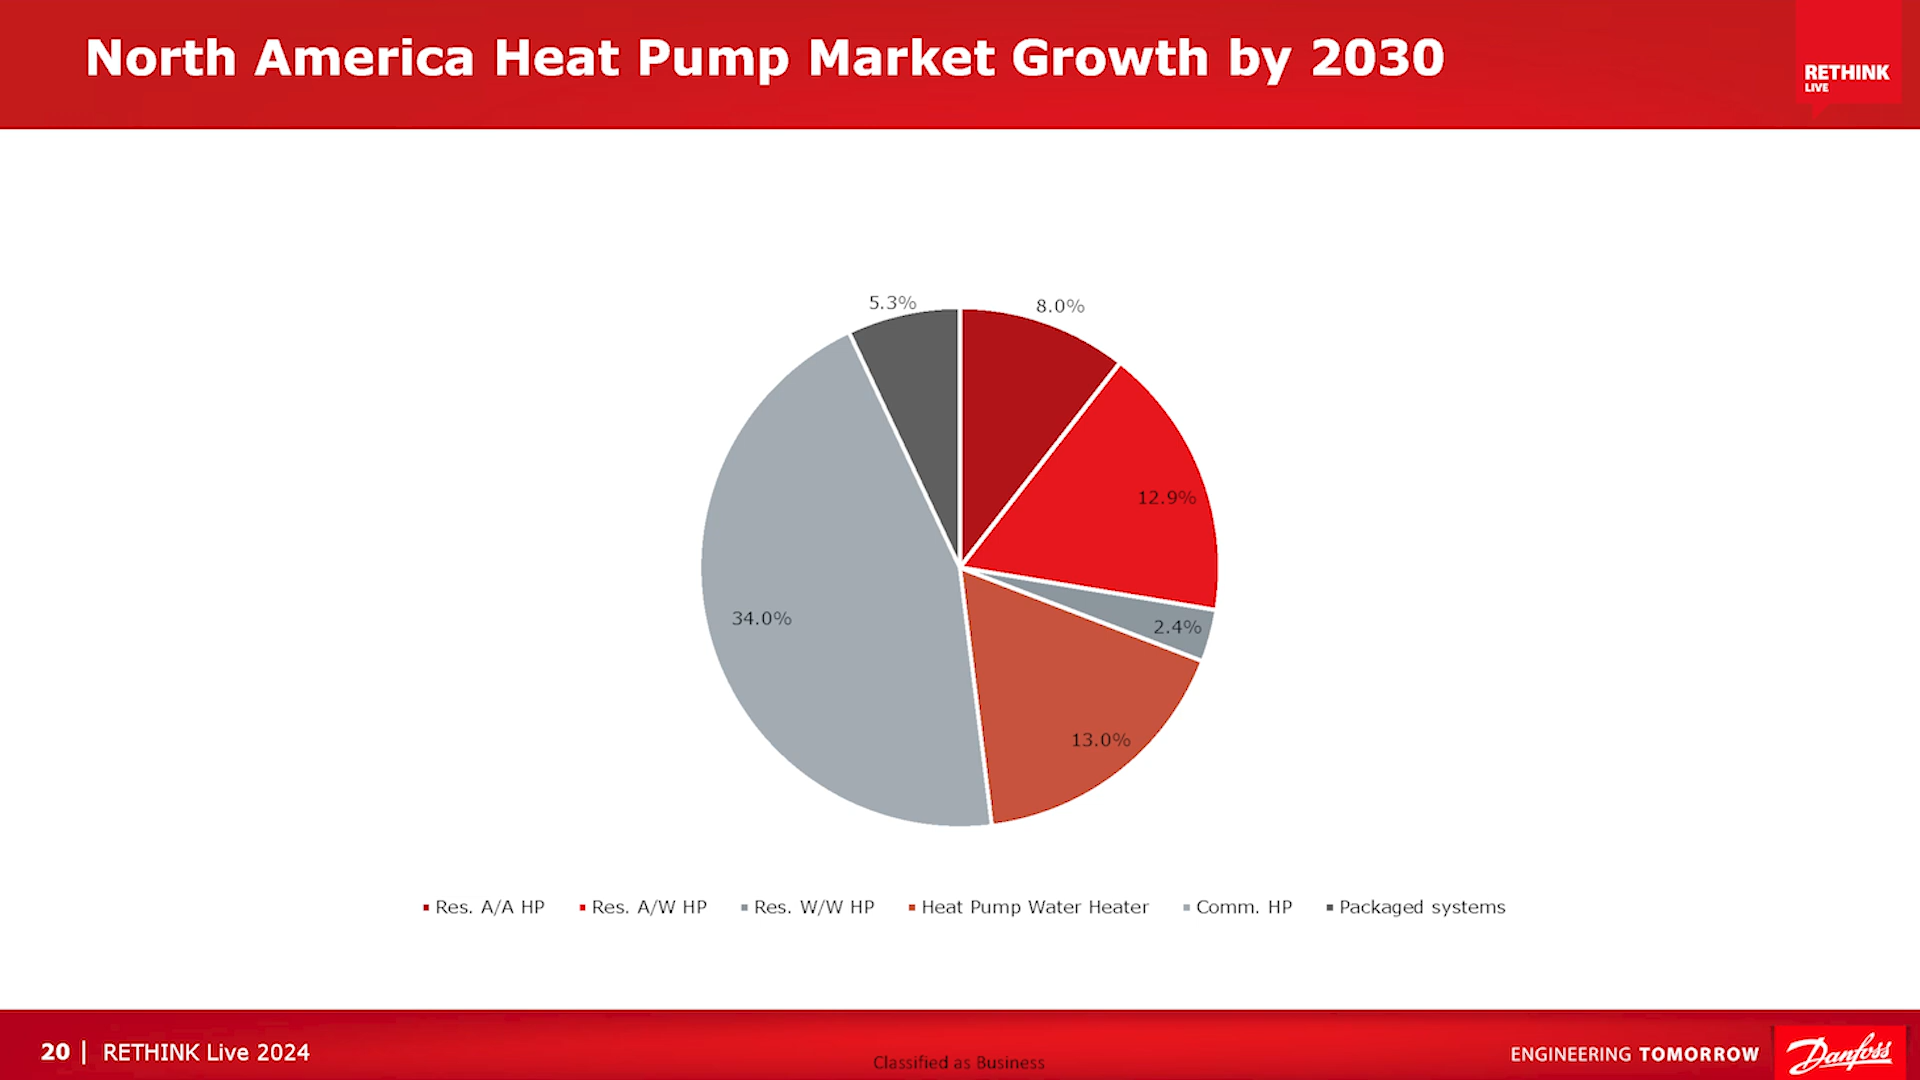 North America Heat Pump Market Growth by 2030
RETHINK
LIVE
5.3%
8.0%
12.9%
34.0%
2.4%
13.0%
Res. A/A HP Res. A/W HP Res. W/W HP Heat Pump Water Heater Comm. HP Packaged systems
20 | RETHINK Live 2024
Classified as Business
ENGINEERING TOMORROW
Danfoss